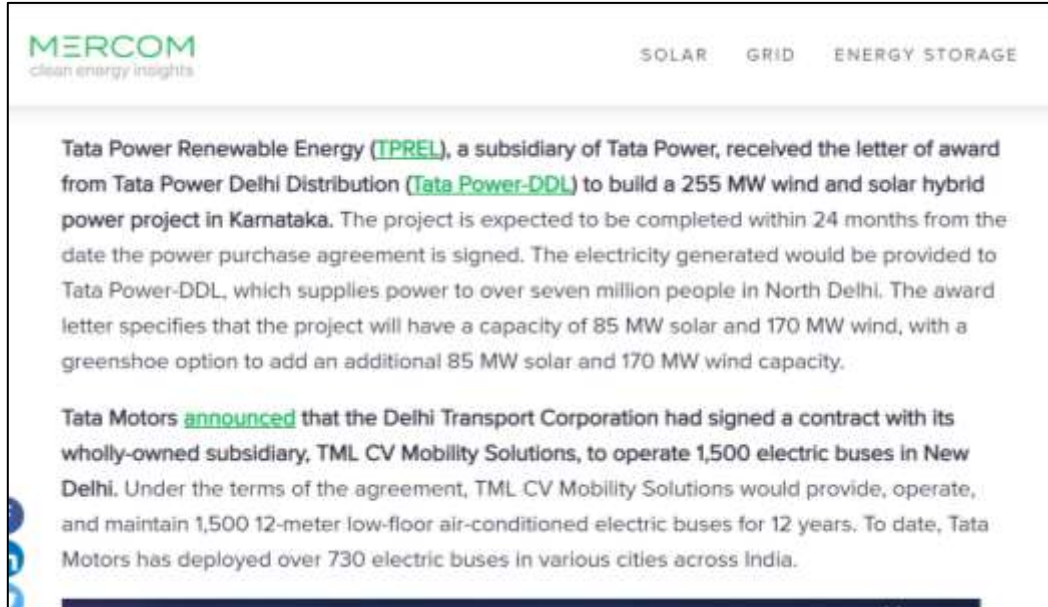 MERCOM
clean energy insights
SOLAR GRID ENERGY STORAGE
Tata Power Renewable Energy (TPREL), a subsidiary of Tata Power, received the letter of award
from Tata Power Delhi Distribution (Tata Power-DDL) to build a 255 MW wind and solar hybrid
power project in Karnataka. The project is expected to be completed within 24 months from the
date the power purchase agreement is signed. The electricity generated would be provided to
Tata Power-DDL, which supplies power to over seven million people in North Delhi. The award
letter specifies that the project will have a capacity of 85 MW solar and 170 MW wind, with a
greenshoe option to add an additional 85 MW solar and 170 MW wind capacity.
Tata Motors announced that the Delhi Transport Corporation had signed a contract with its
wholly-owned subsidiary, TML CV Mobility Solutions, to operate 1,500 electric buses in New
Delhi. Under the terms of the agreement, TML CV Mobility Solutions would provide, operate,
and maintain 1,500 12-meter low-floor air-conditioned electric buses for 12 years. To date, Tata
Motors has deployed over 730 electric buses in various cities across India.